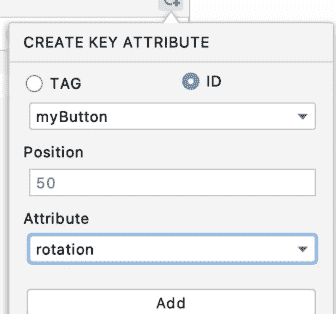 CREATE KEY ATTRIBUTE
TAG ID
myButton
Position
50
Attribute
rotation
Add